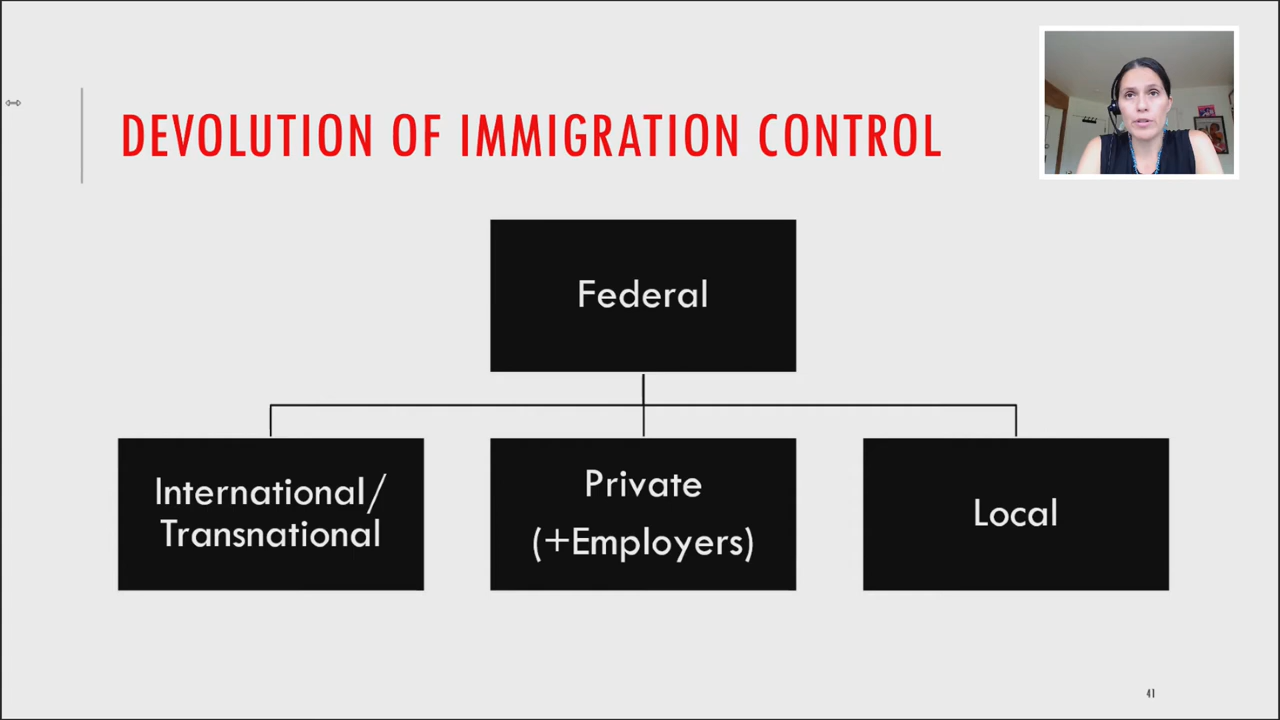 DEVOLUTION OF IMMIGRATION CONTROL
Federal
International/
Transnational
Private
(+Employers)
Local
41